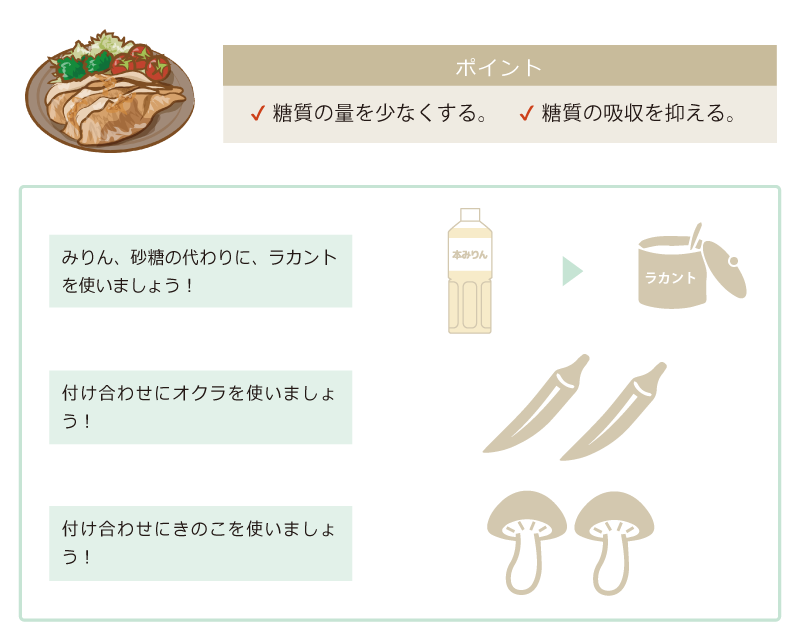 ポイント
✓ 糖質の量を少なくする。 ✓ 糖質の吸収を抑える。
みりん、砂糖の代わりに、ラカント
を使いましょう！
本みりん
ラカント
付け合わせにオクラを使いましょ
う！
付け合わせにきのこを使いましょ
う！